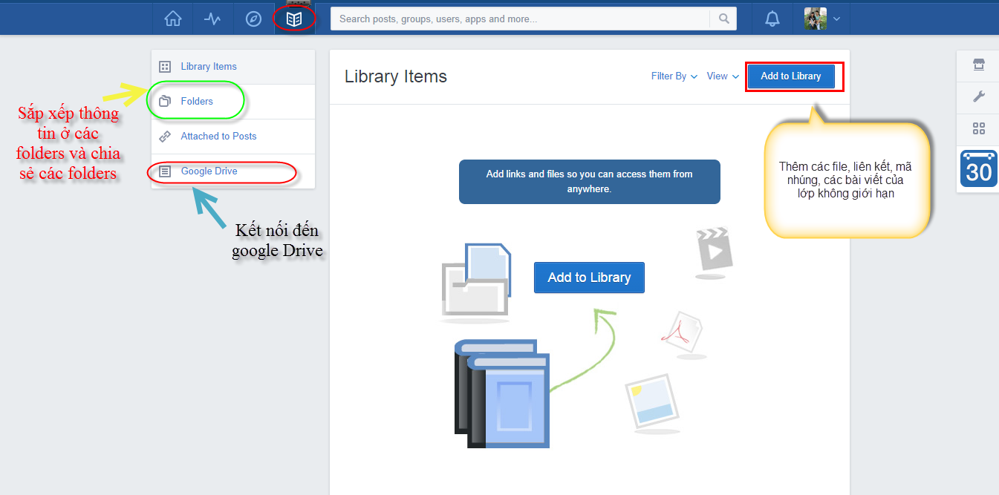 Search posts, groups, users, apps and more...
Library Items
Folders
Attached to Posts
Google Drive
Sắp xếp thông
tin ở các
folders và chia
sẻ các folders
Kết nối đến
google Drive
Library Items
Filter By
View
Add to Library
Thêm các file, liên kết, mã
nhúng, các bài viết của
lớp không giới hạn
Add links and files so you can access them from
anywhere.
Add to Library
30